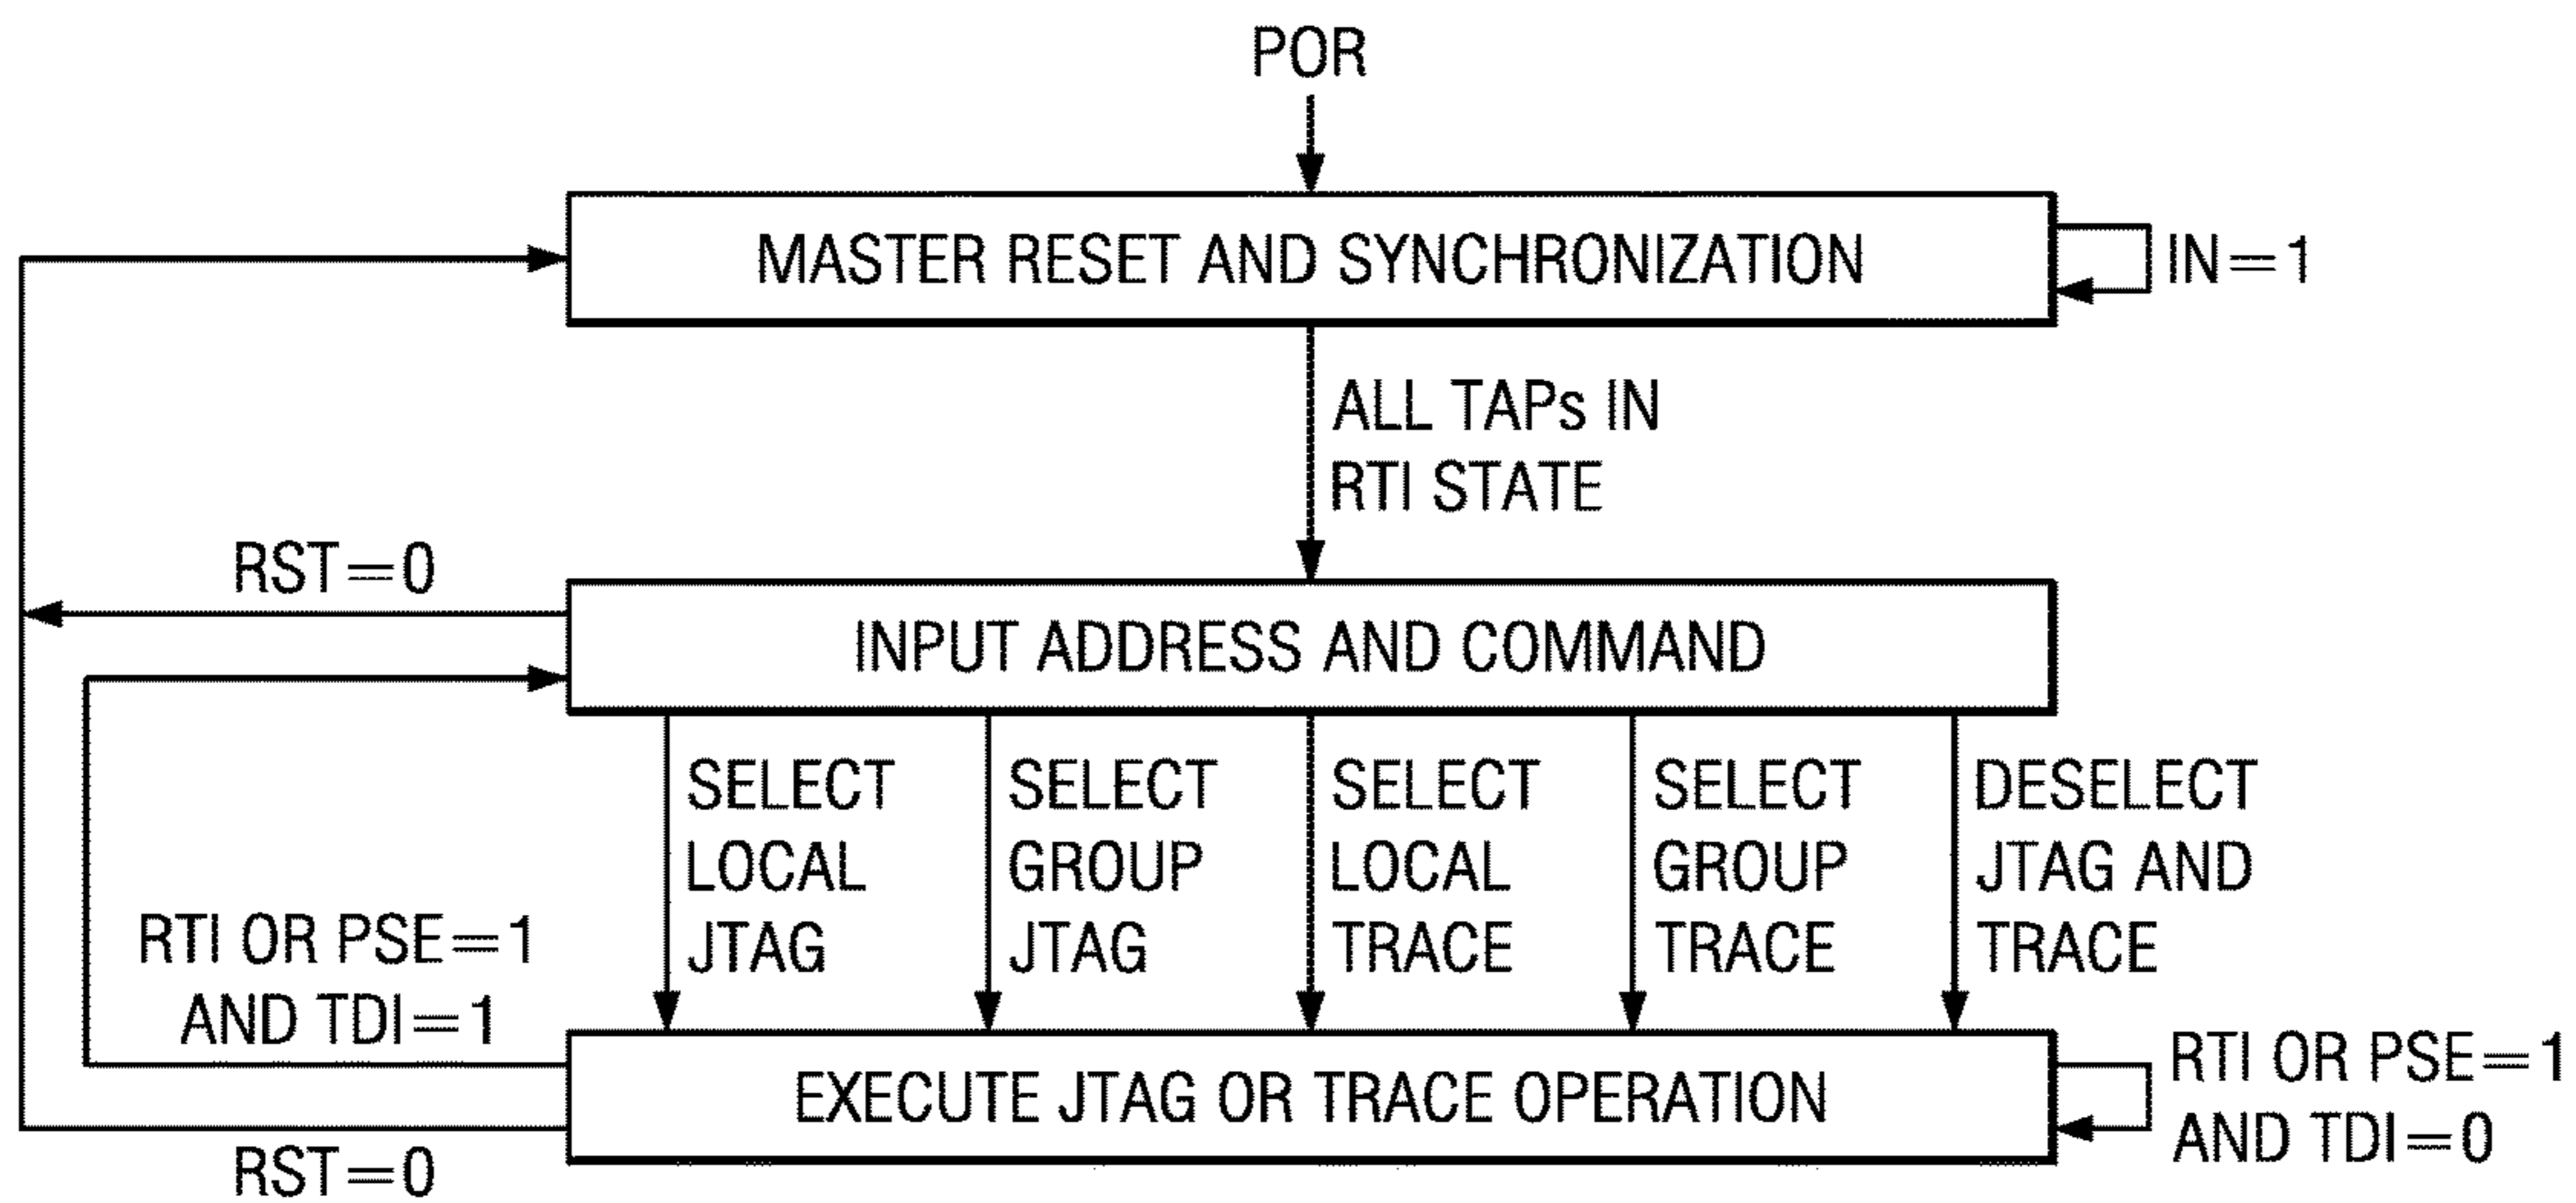 POR
MASTER RESET AND SYNCHRONIZATION
IN=1
ALL TAPs IN
RTI STATE
RST=0
INPUT ADDRESS AND COMMAND
SELECT
LOCAL
JTAG
SELECT
GROUP
JTAG
SELECT
LOCAL
TRACE
SELECT
GROUP
TRACE
DESELECT
JTAG AND
TRACE
RTI OR PSE=1
AND TDI=1
EXECUTE JTAG OR TRACE OPERATION
RTI OR PSE=1
AND TDI=0
RST=0